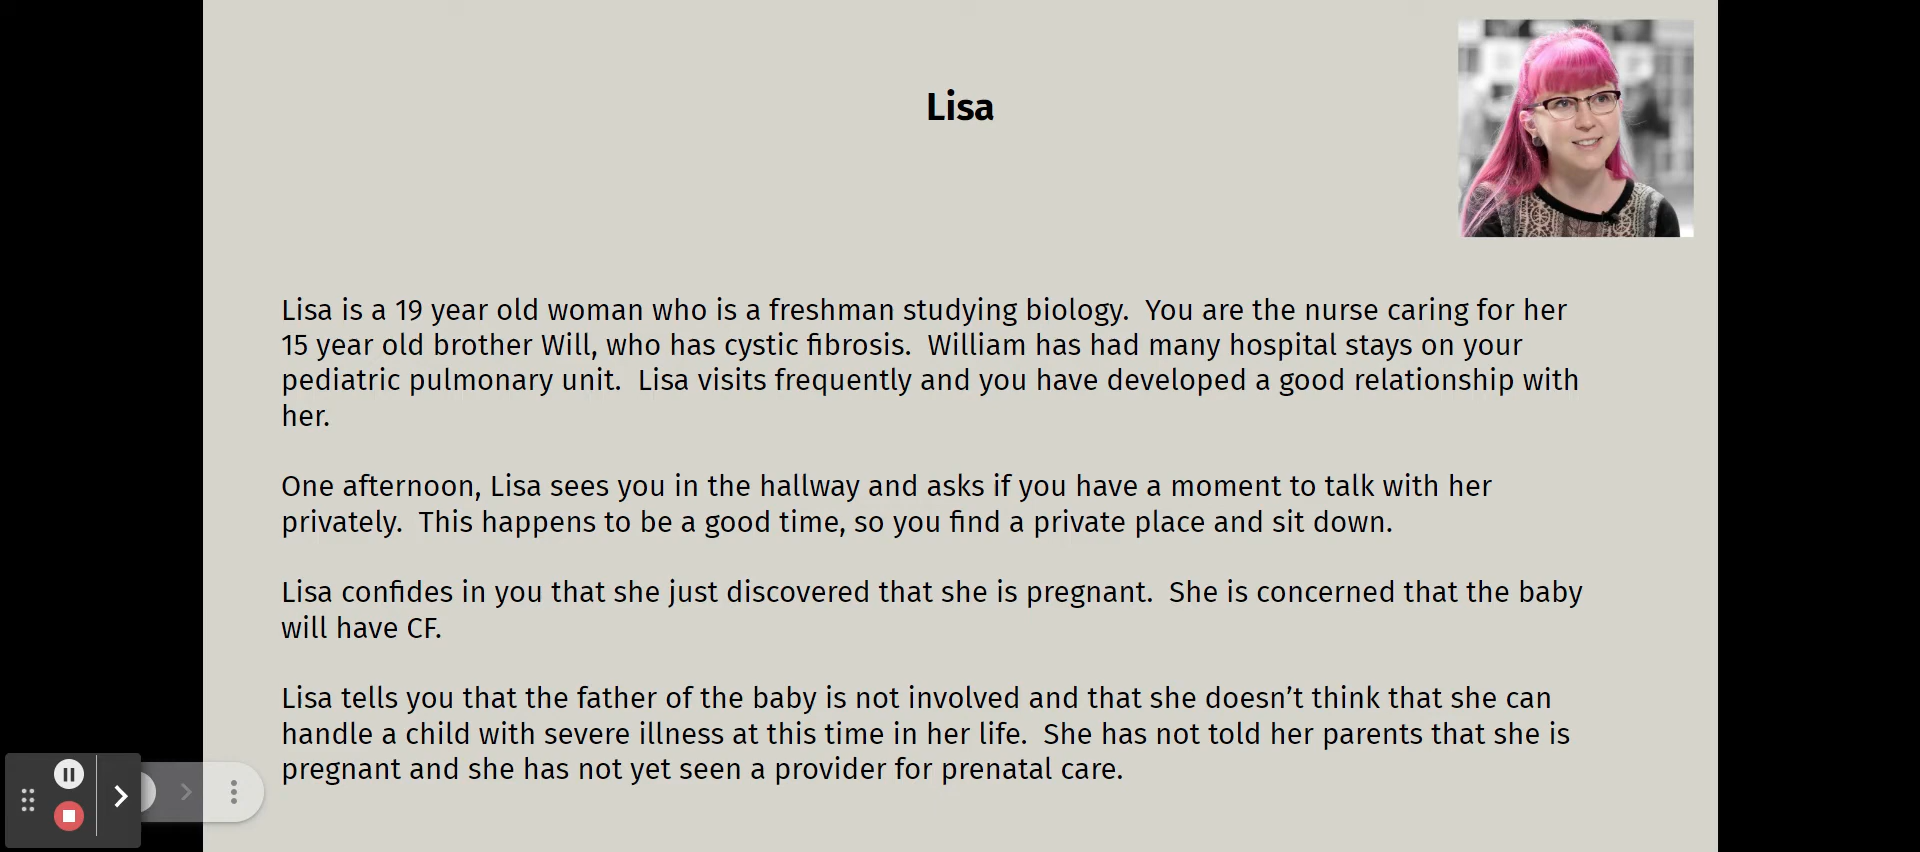 Lisa
Lisa is a 19 year old woman who is a freshman studying biology.  You are the nurse caring for her
15 year old brother Will, who has cystic fibrosis.  William has had many hospital stays on your
pediatric pulmonary unit.  Lisa visits frequently and you have developed a good relationship with
her.
One afternoon, Lisa sees you in the hallway and asks if you have a moment to talk with her
privately.  This happens to be a good time, so you find a private place and sit down.
Lisa confides in you that she just discovered that she is pregnant.  She is concerned that the baby
will have CF.
Lisa tells you that the father of the baby is not involved and that she doesn’t think that she can
handle a child with severe illness at this time in her life.  She has not told her parents that she is
pregnant and she has not yet seen a provider for prenatal care.